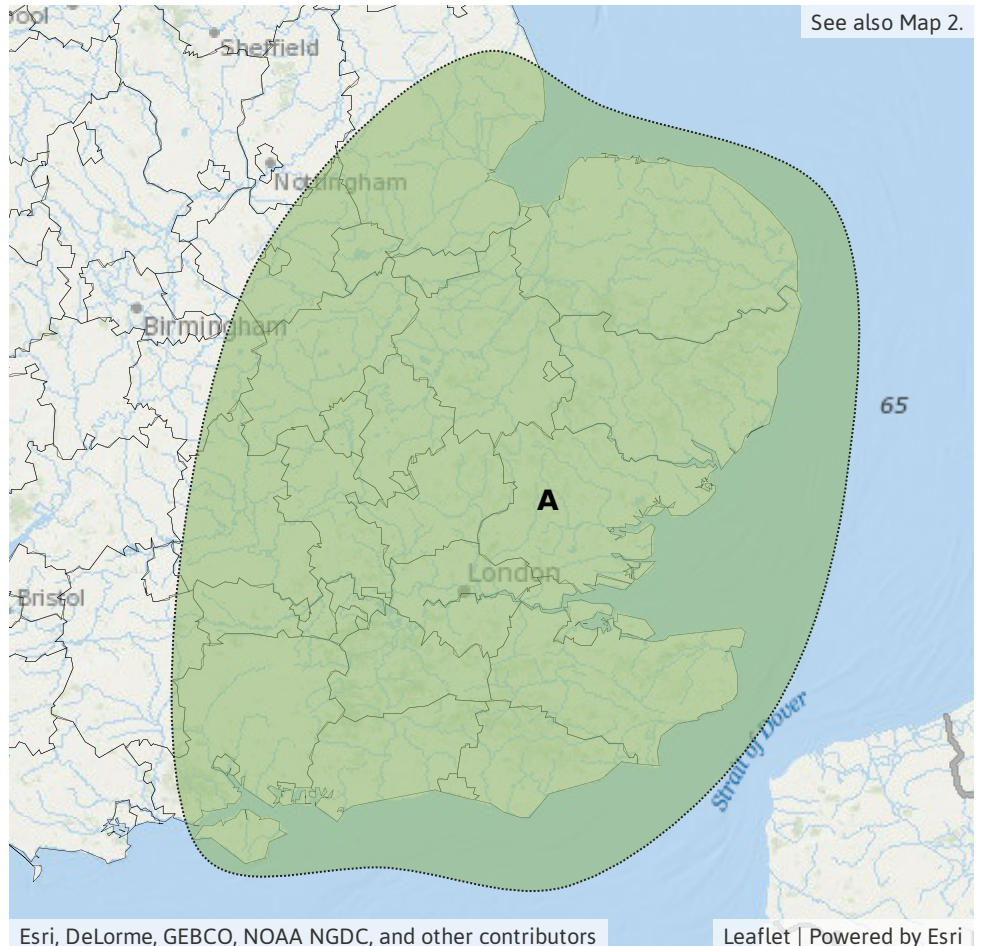 ool
See also Map 2.
Sheffield
Nottingham
Birmingham
65
A
London
Bristol
Strait of Dover
Esri, DeLorme, GEBCO, NOAA NGDC, and other contributors
Leaflet | Powered by Esri